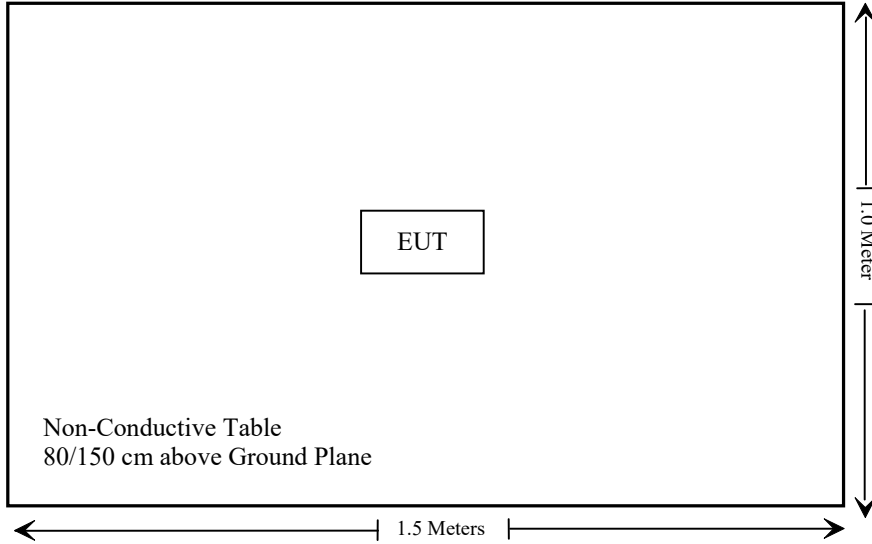 EUT
1.0 Meter
Non-Conductive Table
80/150 cm above Ground Plane
1.5 Meters